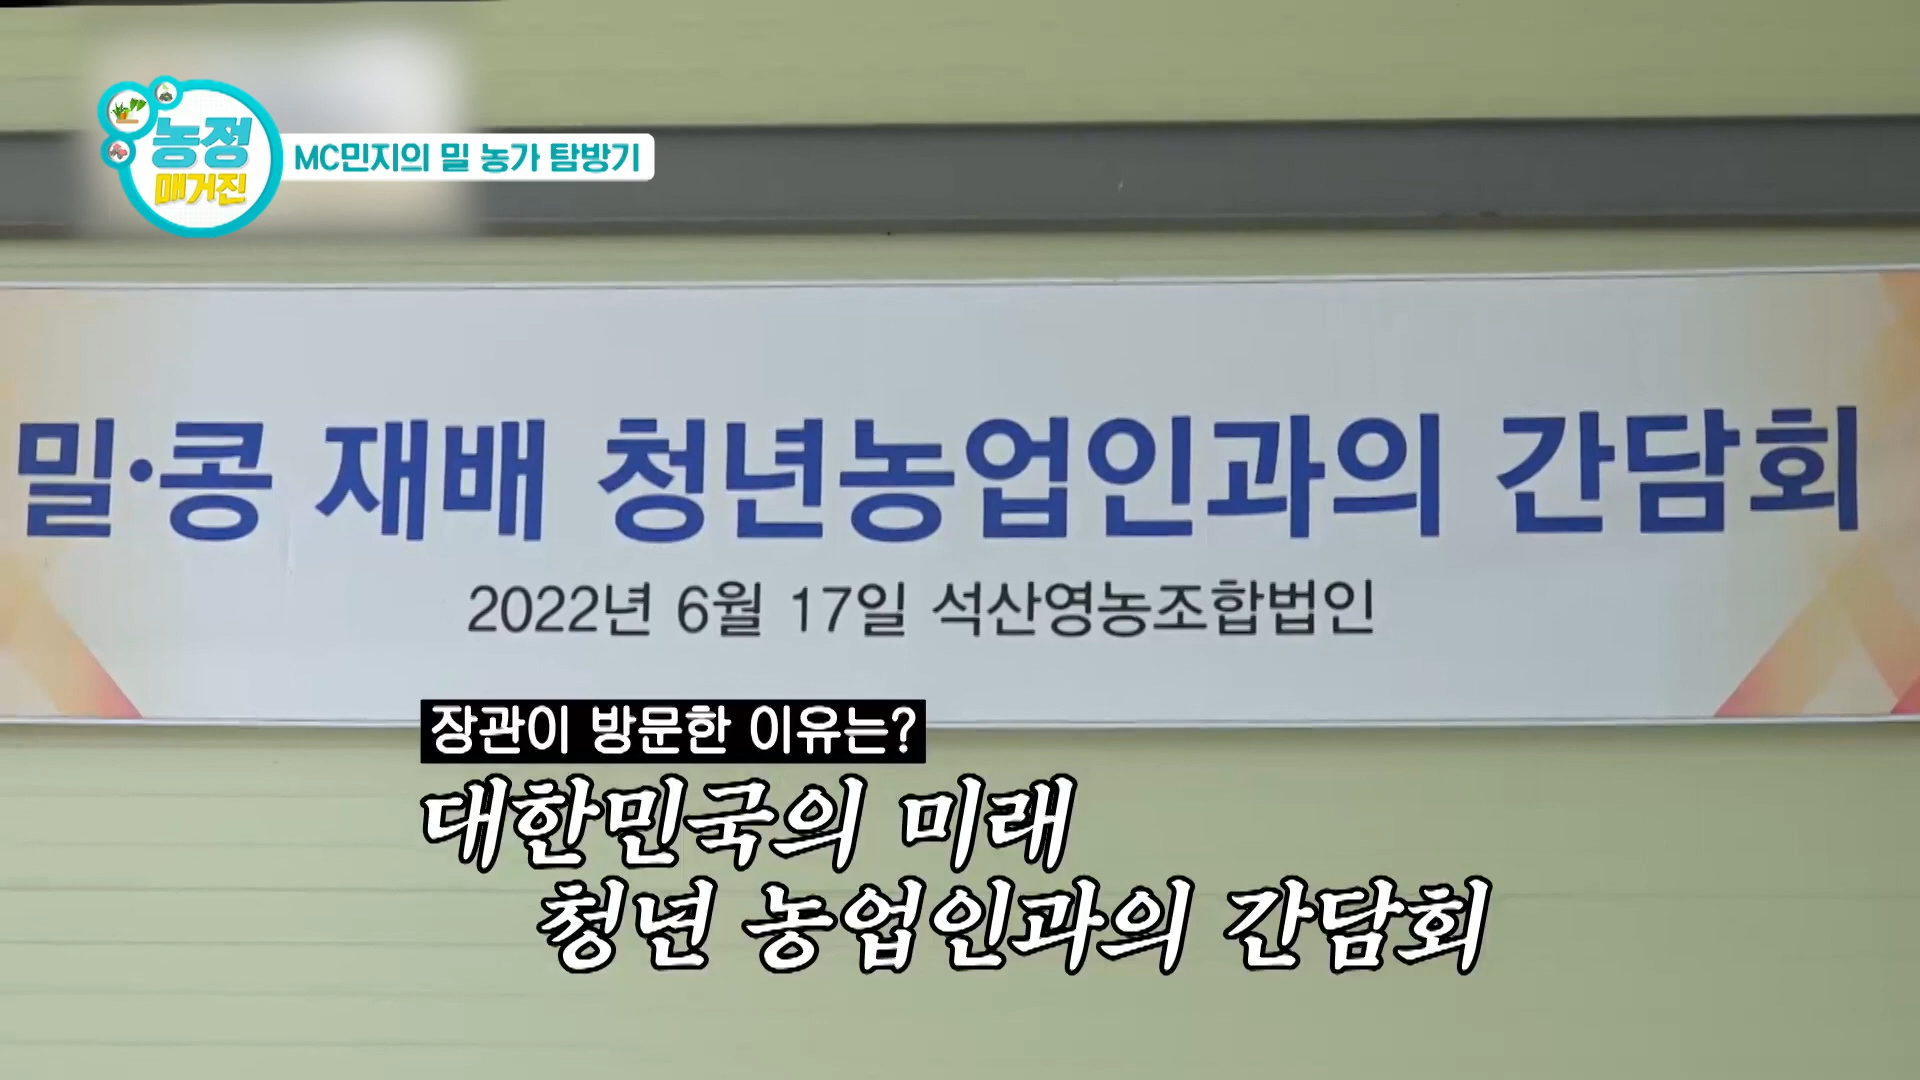 농정
매거진
MC민지의 밀 농가 탐방기
밀·콩 재배 청년농업인과의 간담회
2022년 6월 17일 석산영농조합법인
장관이 방문한 이유는?
대한민국의 미래
청년 농업인과의 간담회